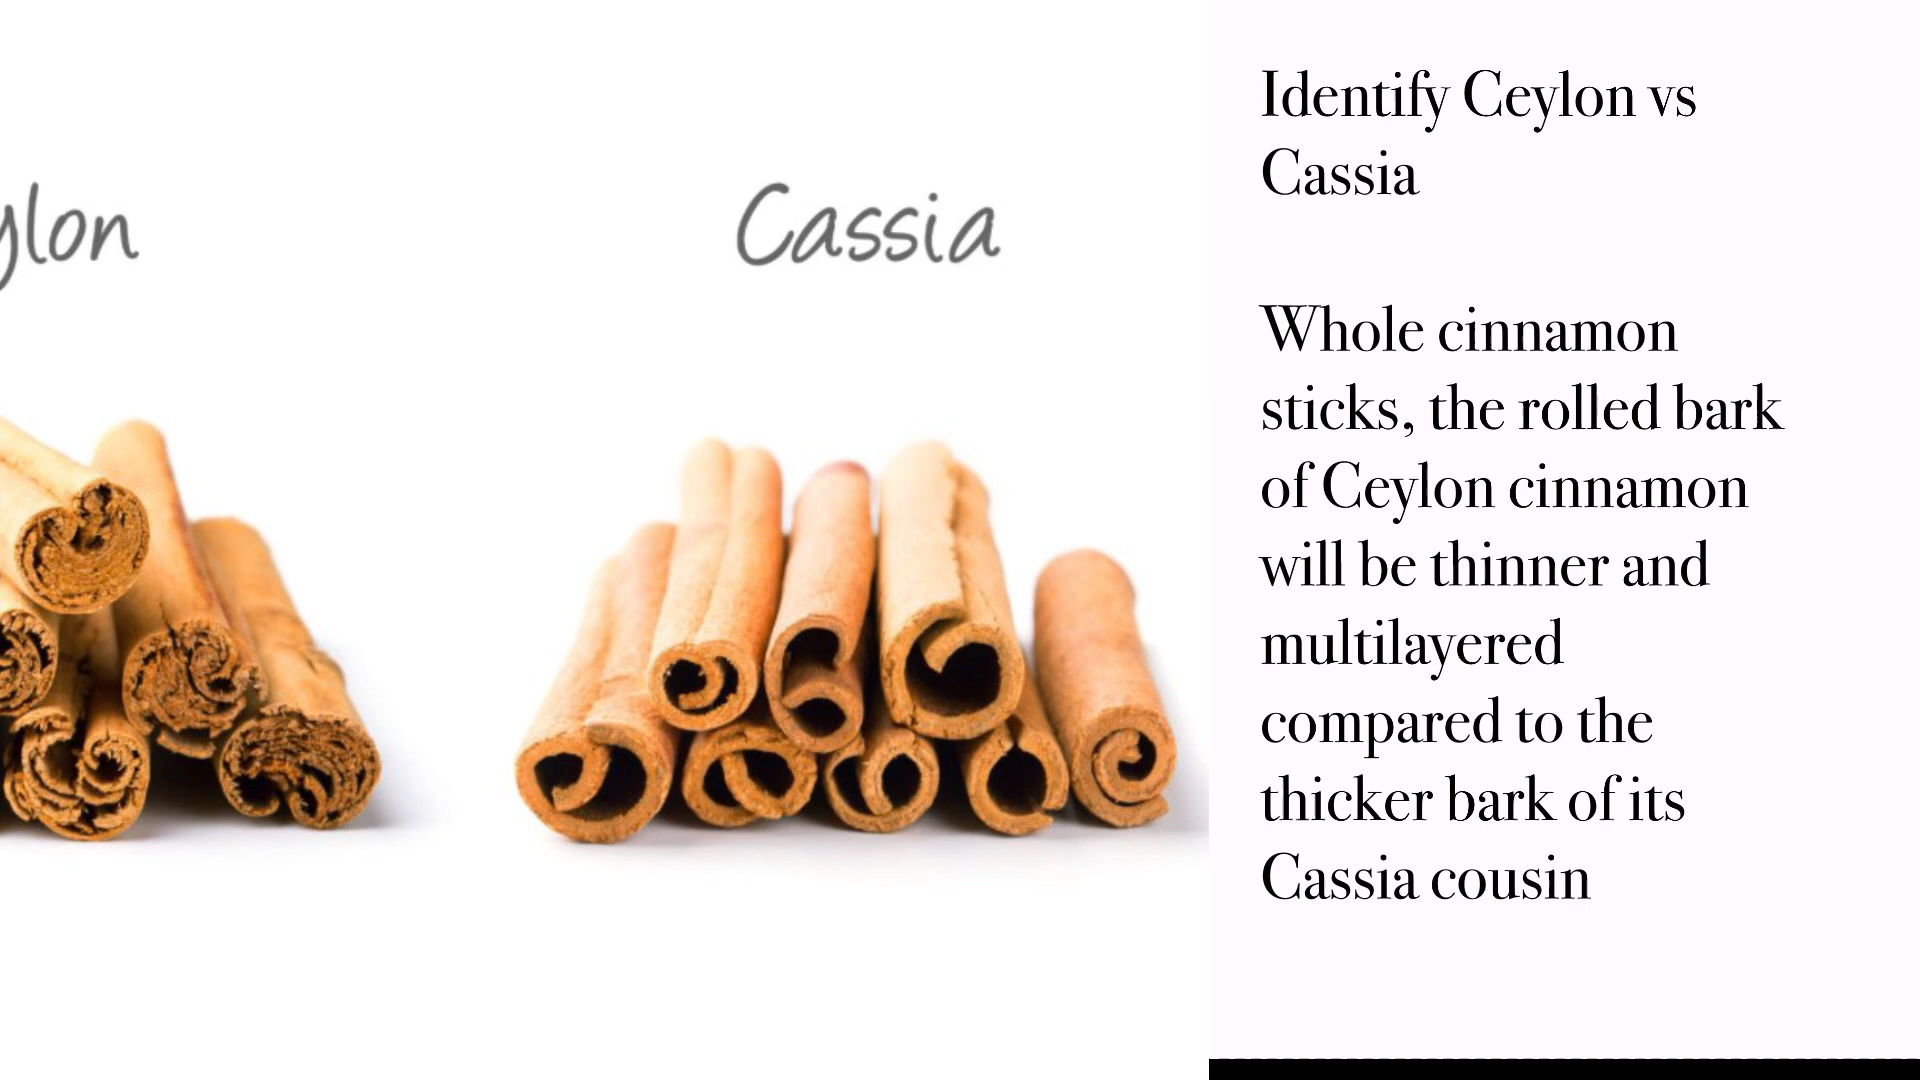 ylon
Cassia
Identify Ceylon vs
Cassia
Whole cinnamon
sticks, the rolled bark
of Ceylon cinnamon
will be thinner and
multilayered
compared to the
thicker bark of its
Cassia cousin